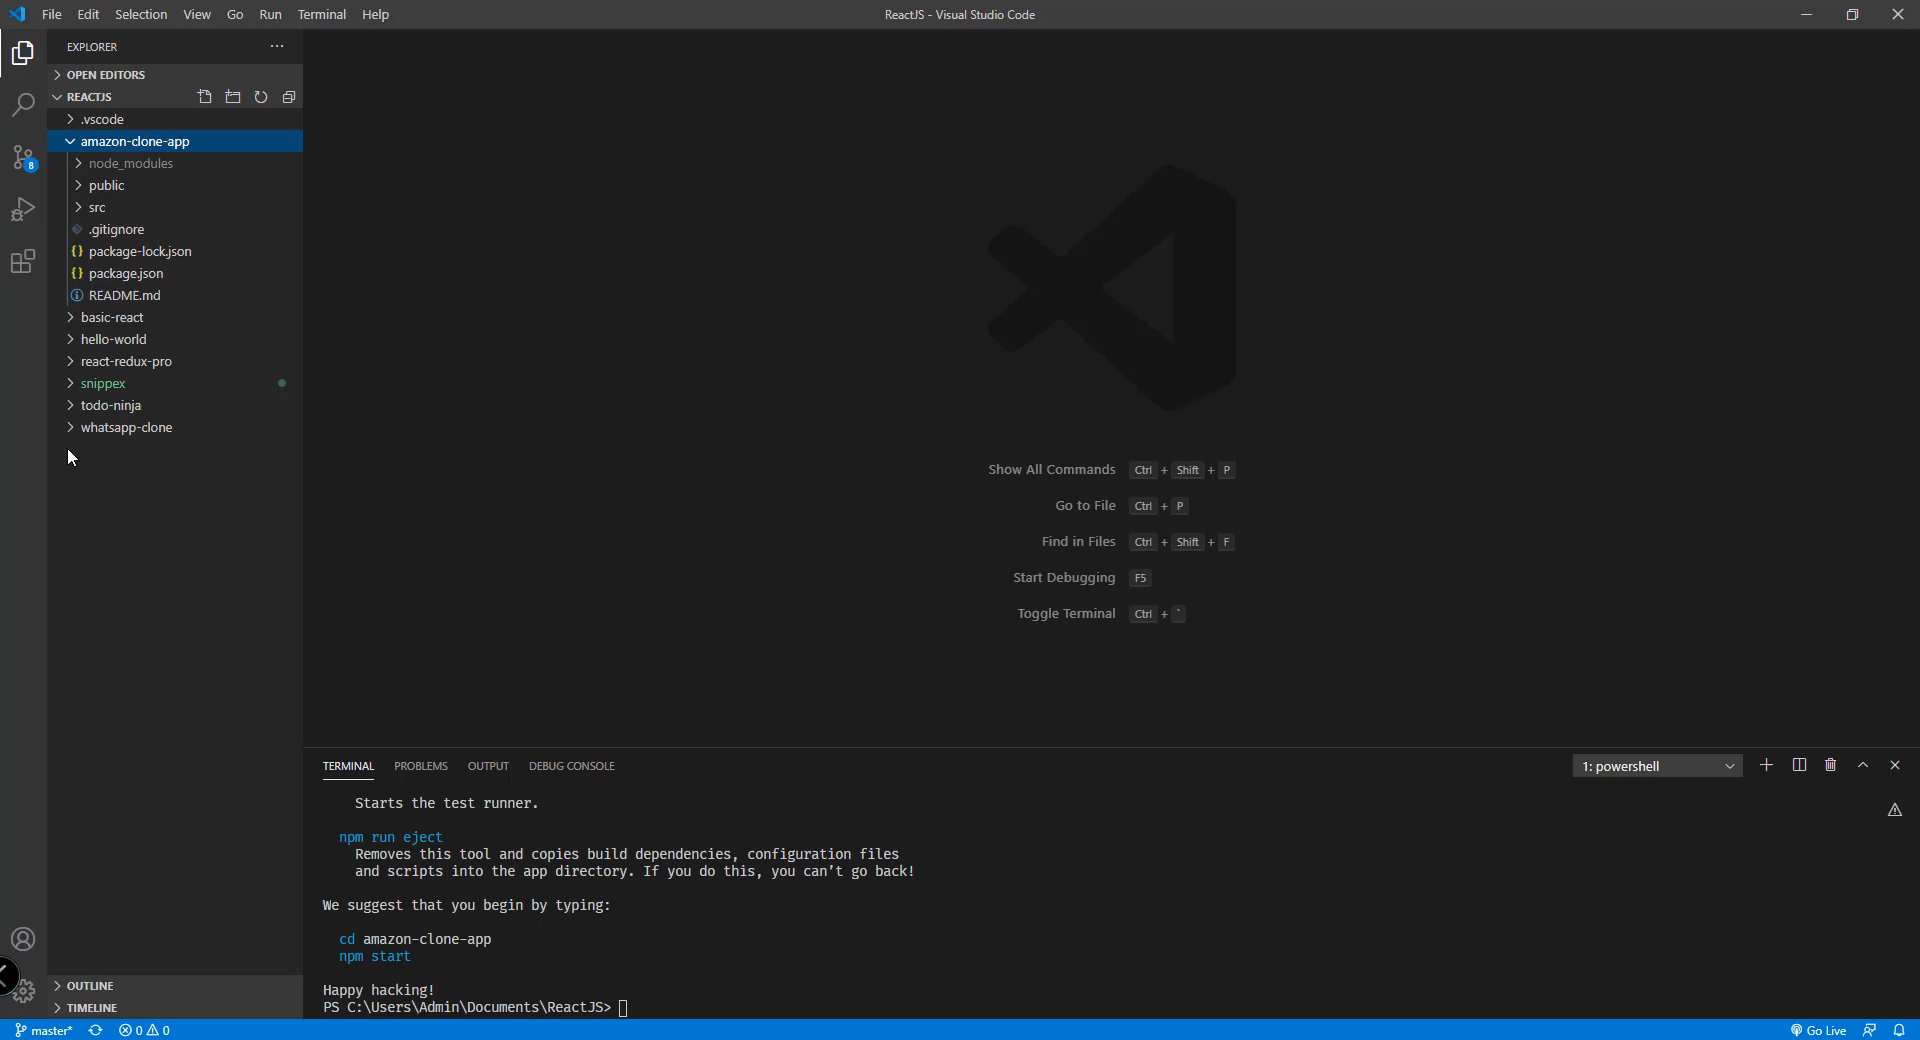 File Edit Selection View Go Run Terminal Help
ReactJS - Visual Studio Code
EXPLORER
OPEN EDITORS
REACTJS
.vscode
amazon-clone-app
node_modules
public
src
.gitignore
package-lock.json
package.json
README.md
basic-react
hello-world
react-redux-pro
snippex
todo-ninja
whatsapp-clone
8
Show All Commands Ctrl + Shift + P
Go to File Ctrl + P
Find in Files Ctrl + Shift + F
Start Debugging F5
Toggle Terminal Ctrl + `
TERMINAL PROBLEMS OUTPUT DEBUG CONSOLE
1: powershell
Starts the test runner.
npm run eject
Removes this tool and copies build dependencies, configuration files
and scripts into the app directory. If you do this, you can’t go back!
We suggest that you begin by typing:
cd amazon-clone-app
npm start
Happy hacking!
PS C:\Users\Admin\Documents\ReactJS>
OUTLINE
TIMELINE
master* 0 0
Go Live